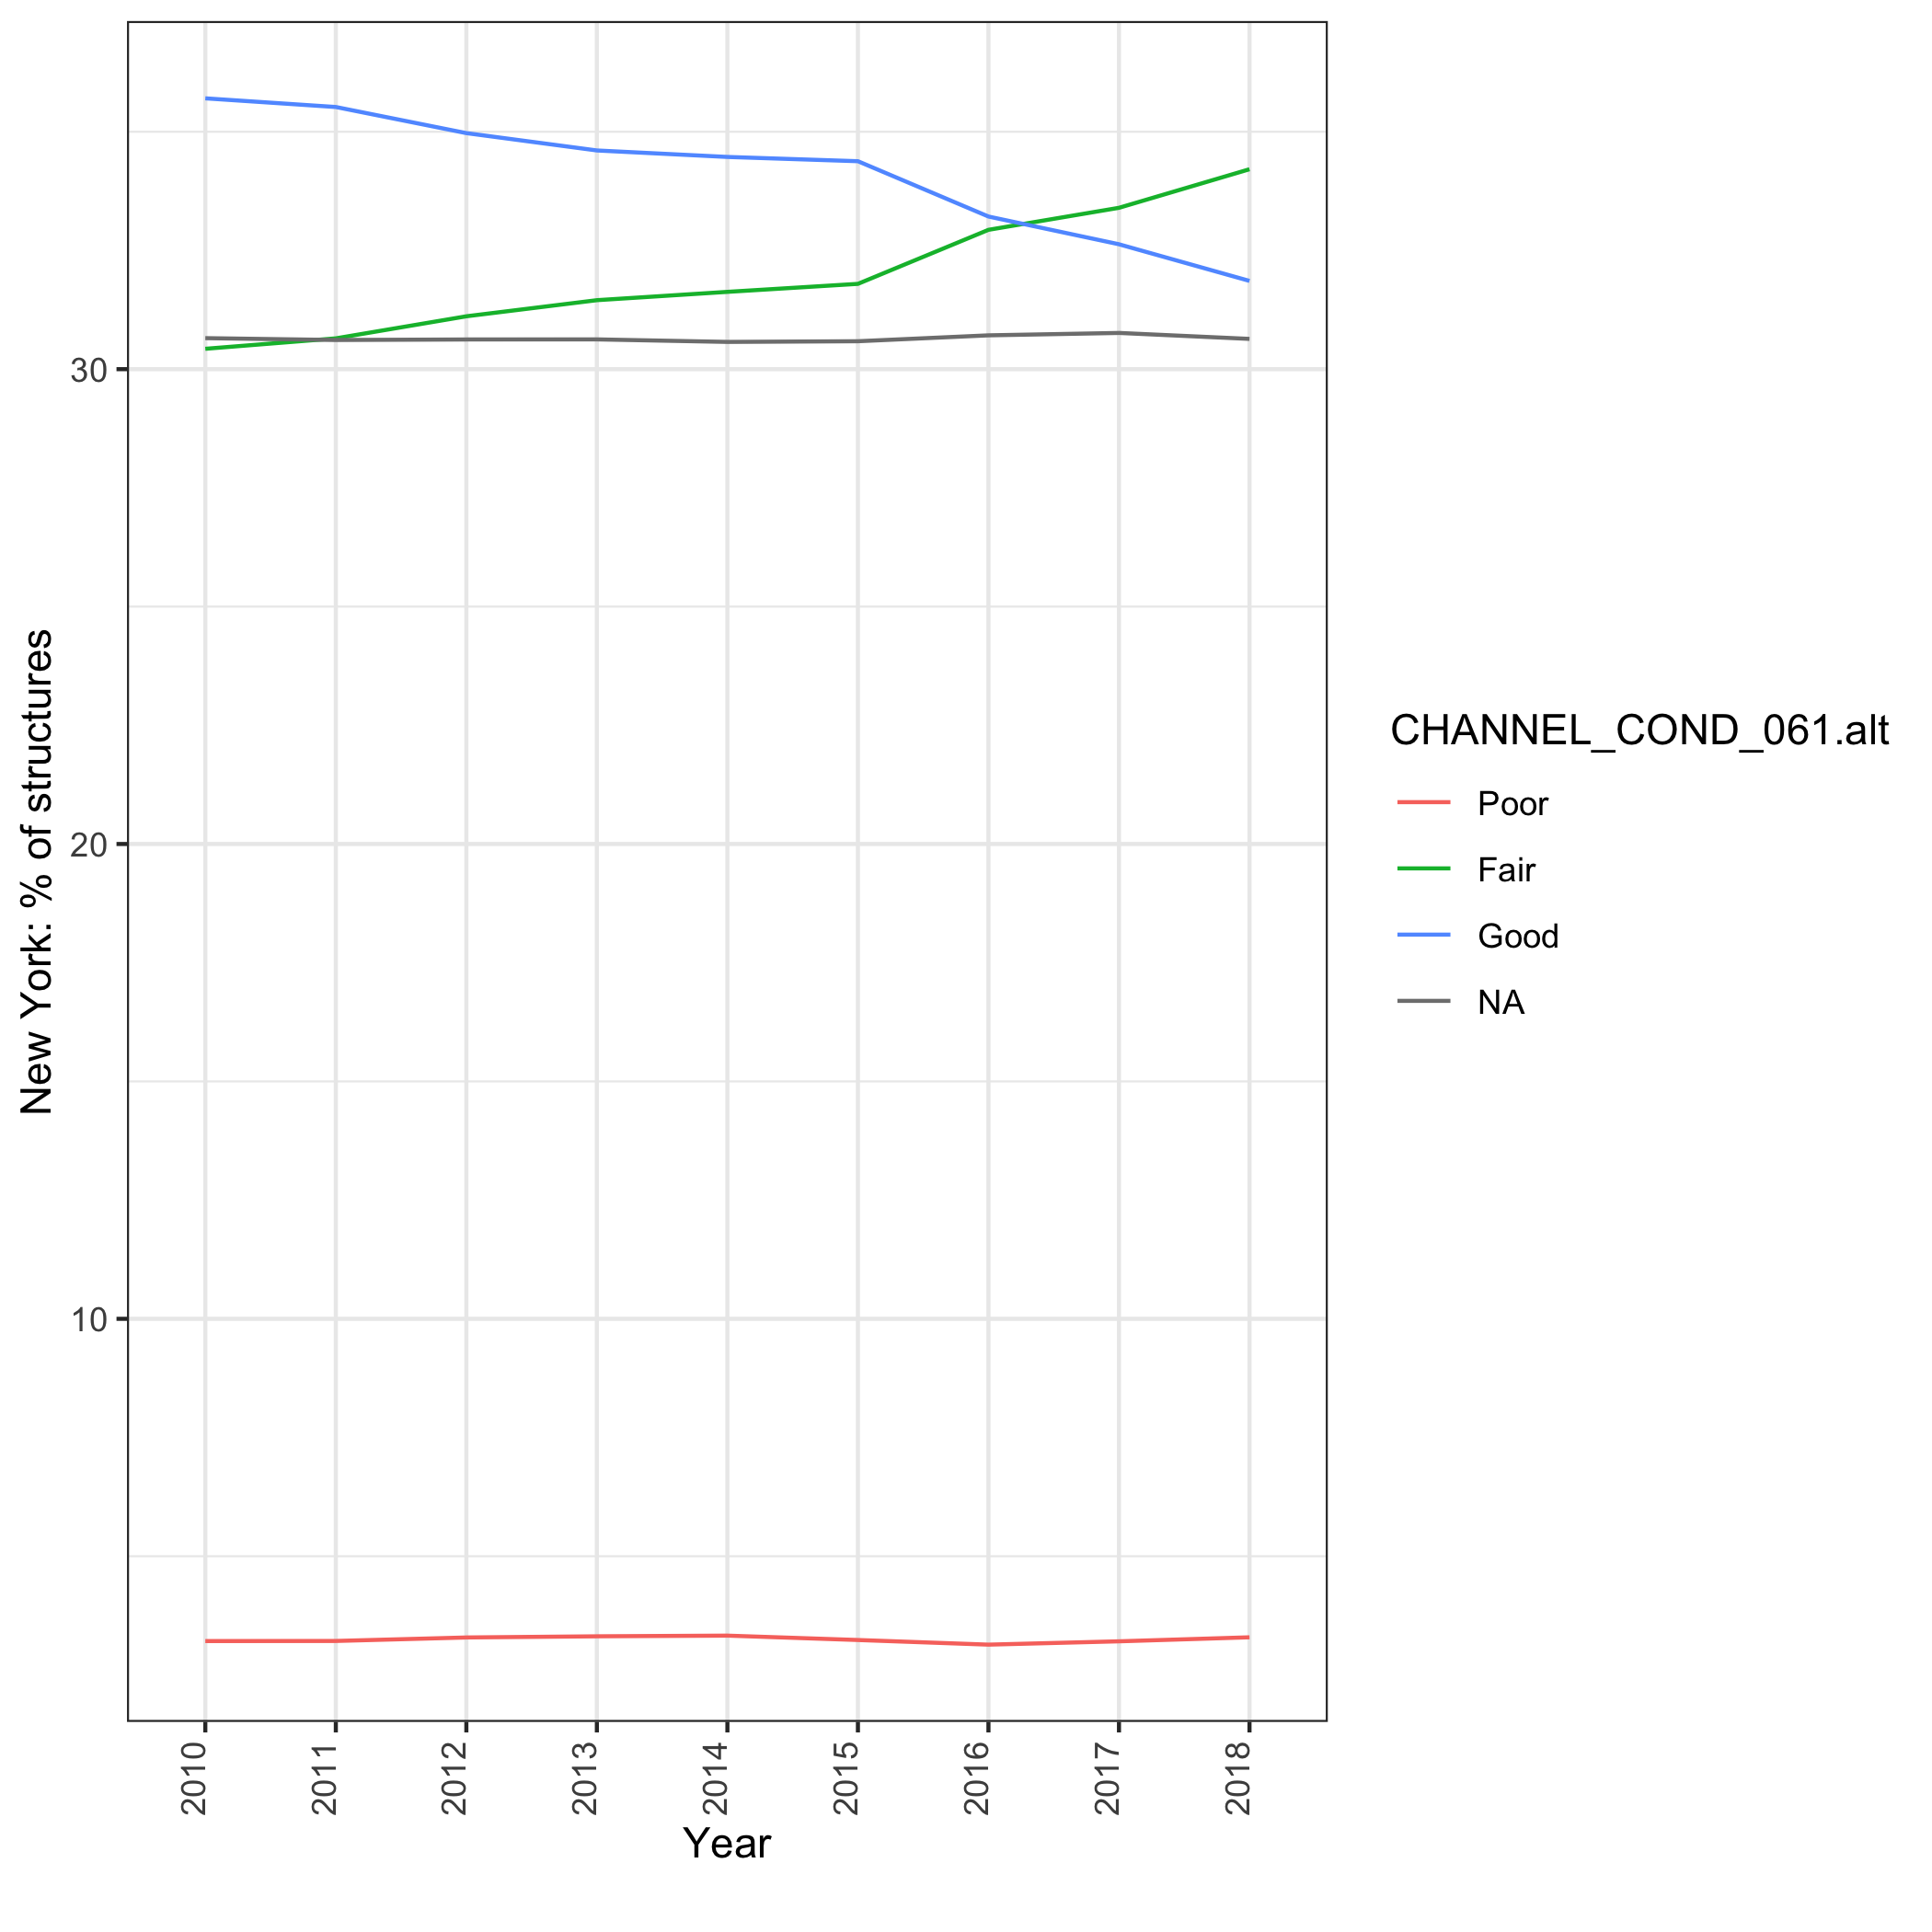 New York: % of structures
30
20
10
2010
2011
2012
2013
2014
2015
2016
2017
2018
Year
CHANNEL_COND_061.alt
Poor
Fair
Good
NA